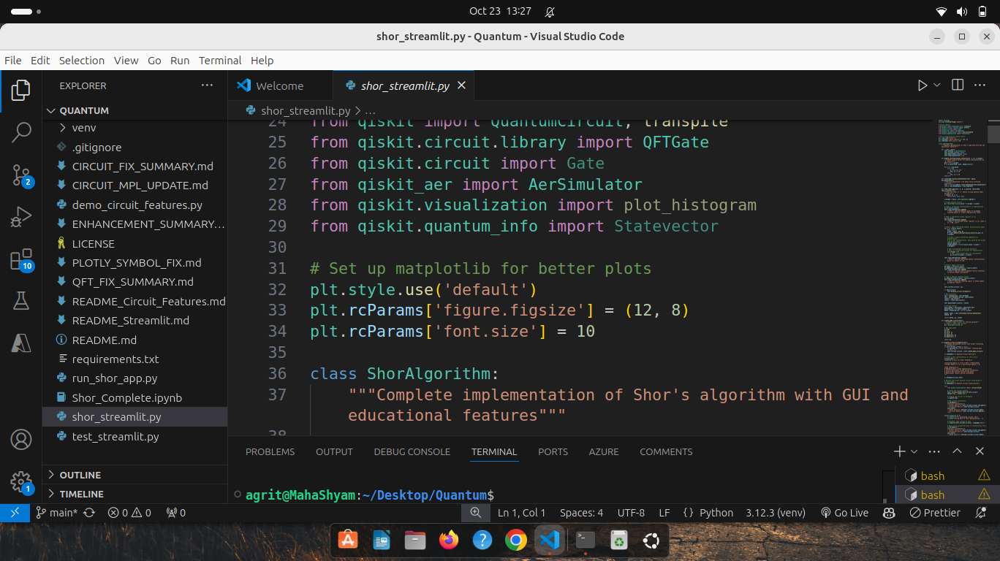 Oct 23 13:27
shor_streamlit.py - Quantum - Visual Studio Code
File Edit Selection View Go Run Terminal Help
EXPLORER
QUANTUM
venv
.gitignore
CIRCUIT_FIX_SUMMARY.md
CIRCUIT_MPL_UPDATE.md
demo_circuit_features.py
ENHANCEMENT_SUMMARY...
LICENSE
PLOTLY_SYMBOL_FIX.md
QFT_FIX_SUMMARY.md
README_Circuit_Features.md
README_Streamlit.md
README.md
requirements.txt
run_shor_app.py
Shor_Complete.ipynb
shor_streamlit.py
test_streamlit.py
OUTLINE
TIMELINE
2
10
1
Welcome
shor_streamlit.py
shor_streamlit.py > ...
24 from qiskit import QuantumCircuit, transpile
25 from qiskit.circuit.library import QFTGate
26 from qiskit.circuit import Gate
27 from qiskit_aer import AerSimulator
28 from qiskit.visualization import plot_histogram
29 from qiskit.quantum_info import Statevector
30
31 # Set up matplotlib for better plots
32 plt.style.use('default')
33 plt.rcParams['figure.figsize'] = (12, 8)
34 plt.rcParams['font.size'] = 10
35
36 class ShorAlgorithm:
37 """Complete implementation of Shor's algorithm with GUI and
educational features"""
38
PROBLEMS OUTPUT DEBUG CONSOLE TERMINAL PORTS AZURE COMMENTS
agrit@MahaShyam:~/Desktop/Quantum$
bash
bash
main* 0 0 0 Ln 1, Col 1 Spaces: 4 UTF-8 LF {} Python 3.12.3 (venv) Go Live Prettier